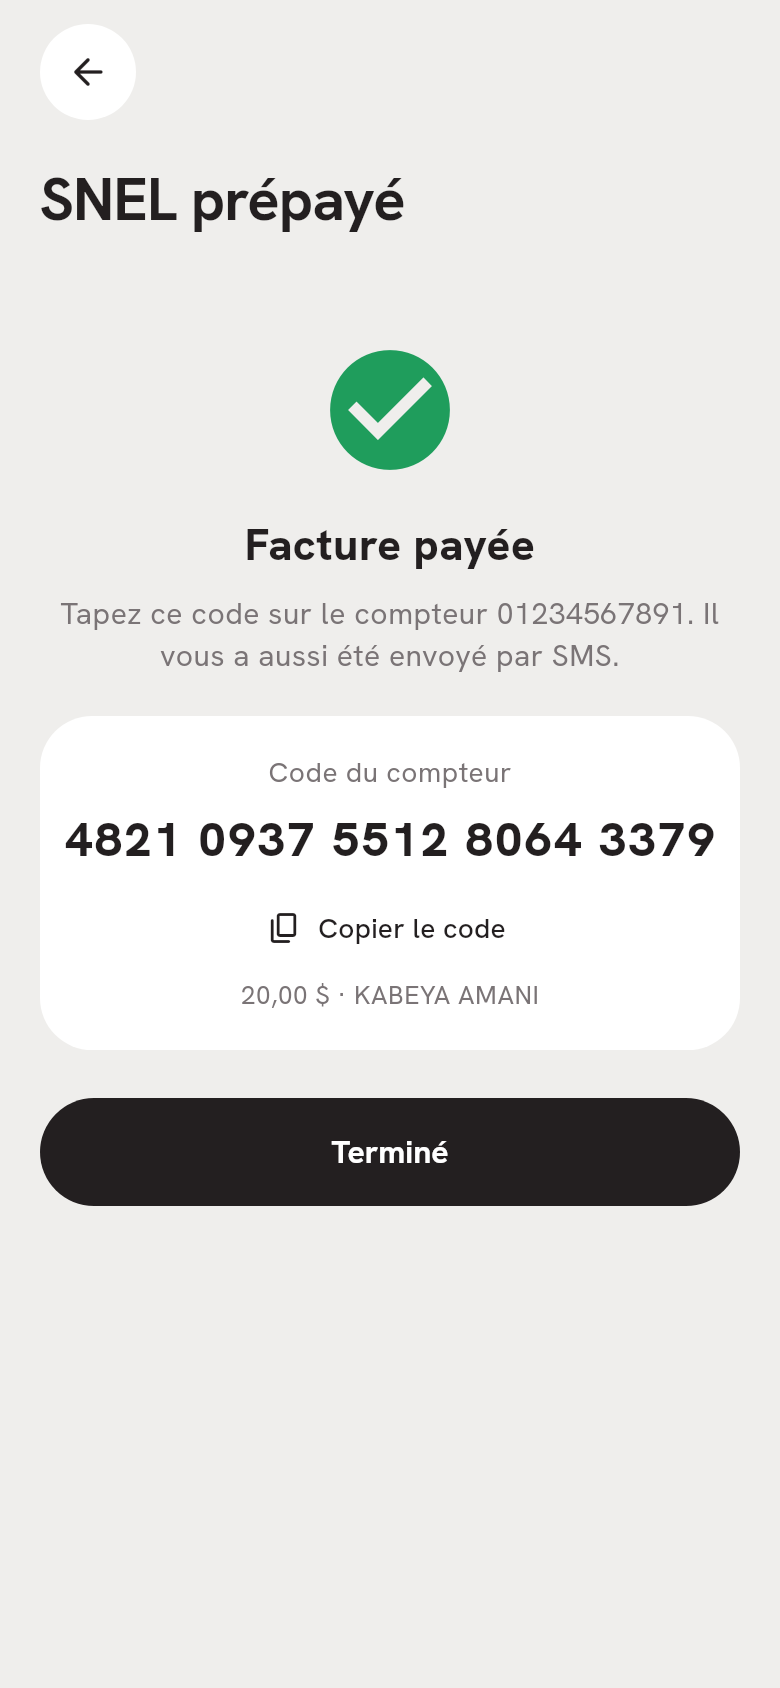 SNEL prépayé
Facture payée
Tapez ce code sur le compteur 01234567891. Il
vous a aussi été envoyé par SMS.
Code du compteur
4821 0937 5512 8064 3379
Copier le code
20,00 $ · KABEYA AMANI
Terminé